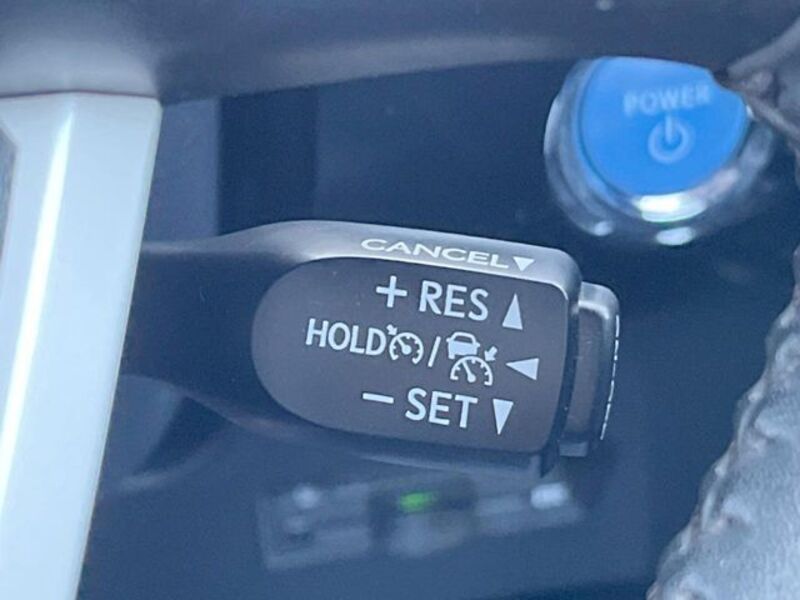 POWER
CANCEL▼
+ RES ▲
HOLD / ◀
− SET ▼